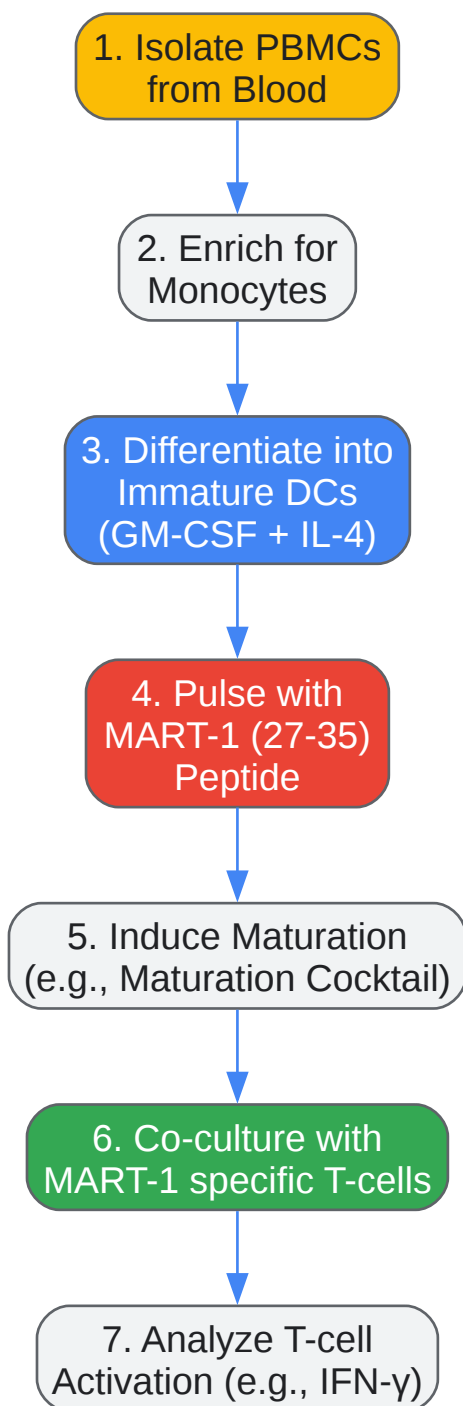 1. Isolate PBMCs
from Blood
2. Enrich for
Monocytes
3. Differentiate into
Immature DCs
(GM-CSF + IL-4)
4. Pulse with
MART-1 (27-35)
Peptide
5. Induce Maturation
(e.g., Maturation Cocktail)
6. Co-culture with
MART-1 specific T-cells
7. Analyze T-cell
Activation (e.g., IFN-γ)